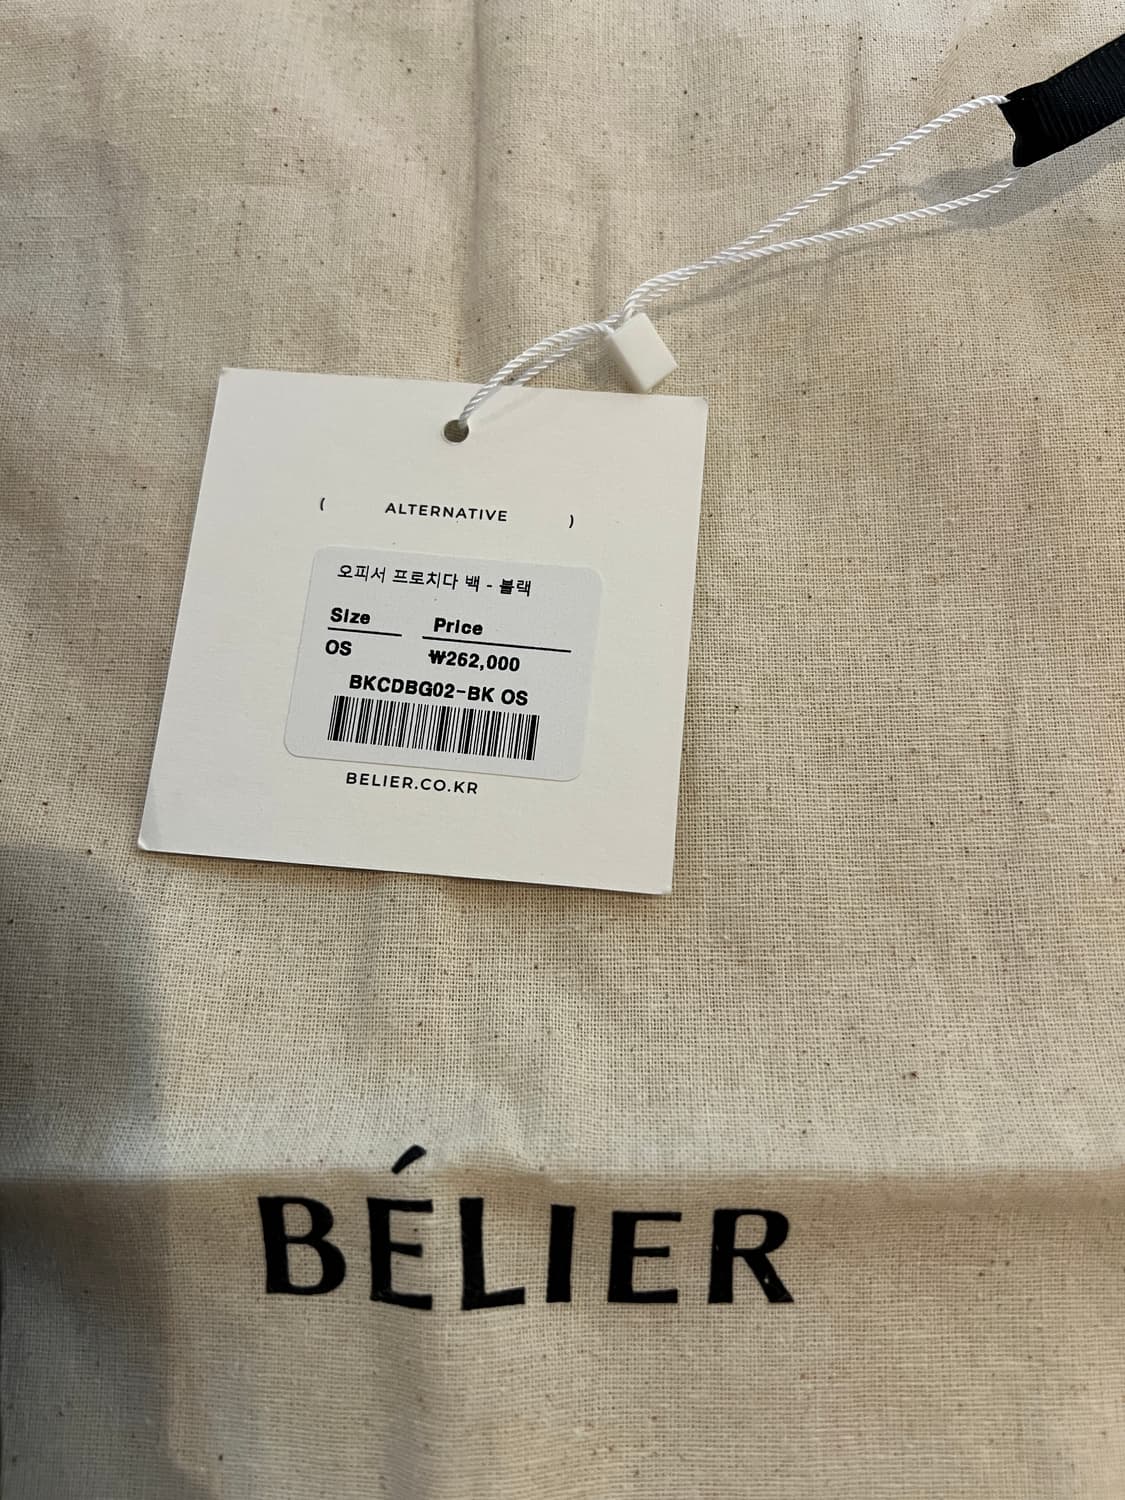 ( ALTERNATIVE )
오피서 프로치다 백 - 블랙
Size Price
OS ₩262,000
BKCDBG02-BK OS
BELIER.CO.KR
BÉLIER